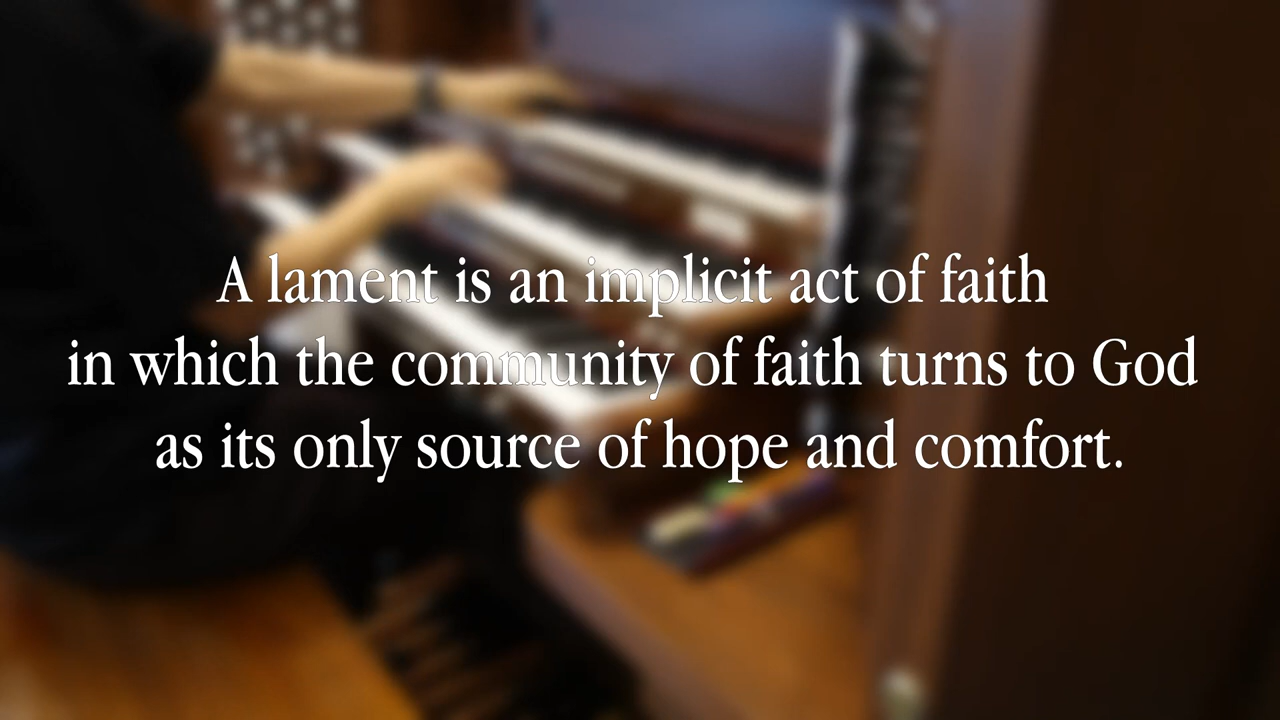 A lament is an implicit act of faith
in which the community of faith turns to God
as its only source of hope and comfort.